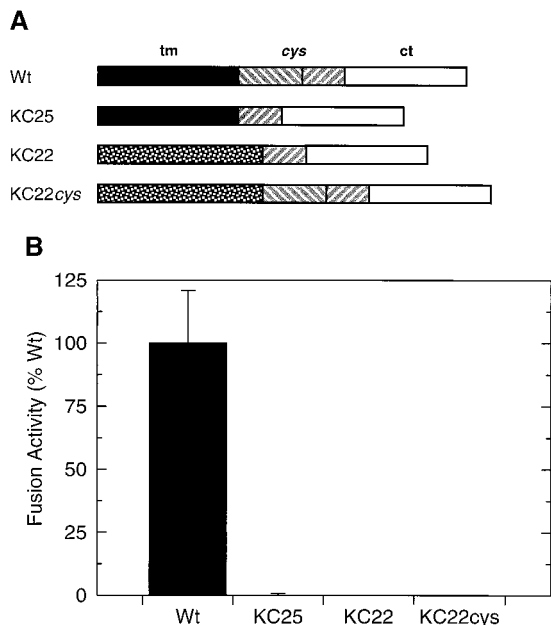 A
tm cys ct
Wt
KC25
KC22
KC22cys
B
125
100
75
50
25
0
Fusion Activity (% Wt)
Wt KC25 KC22 KC22cys